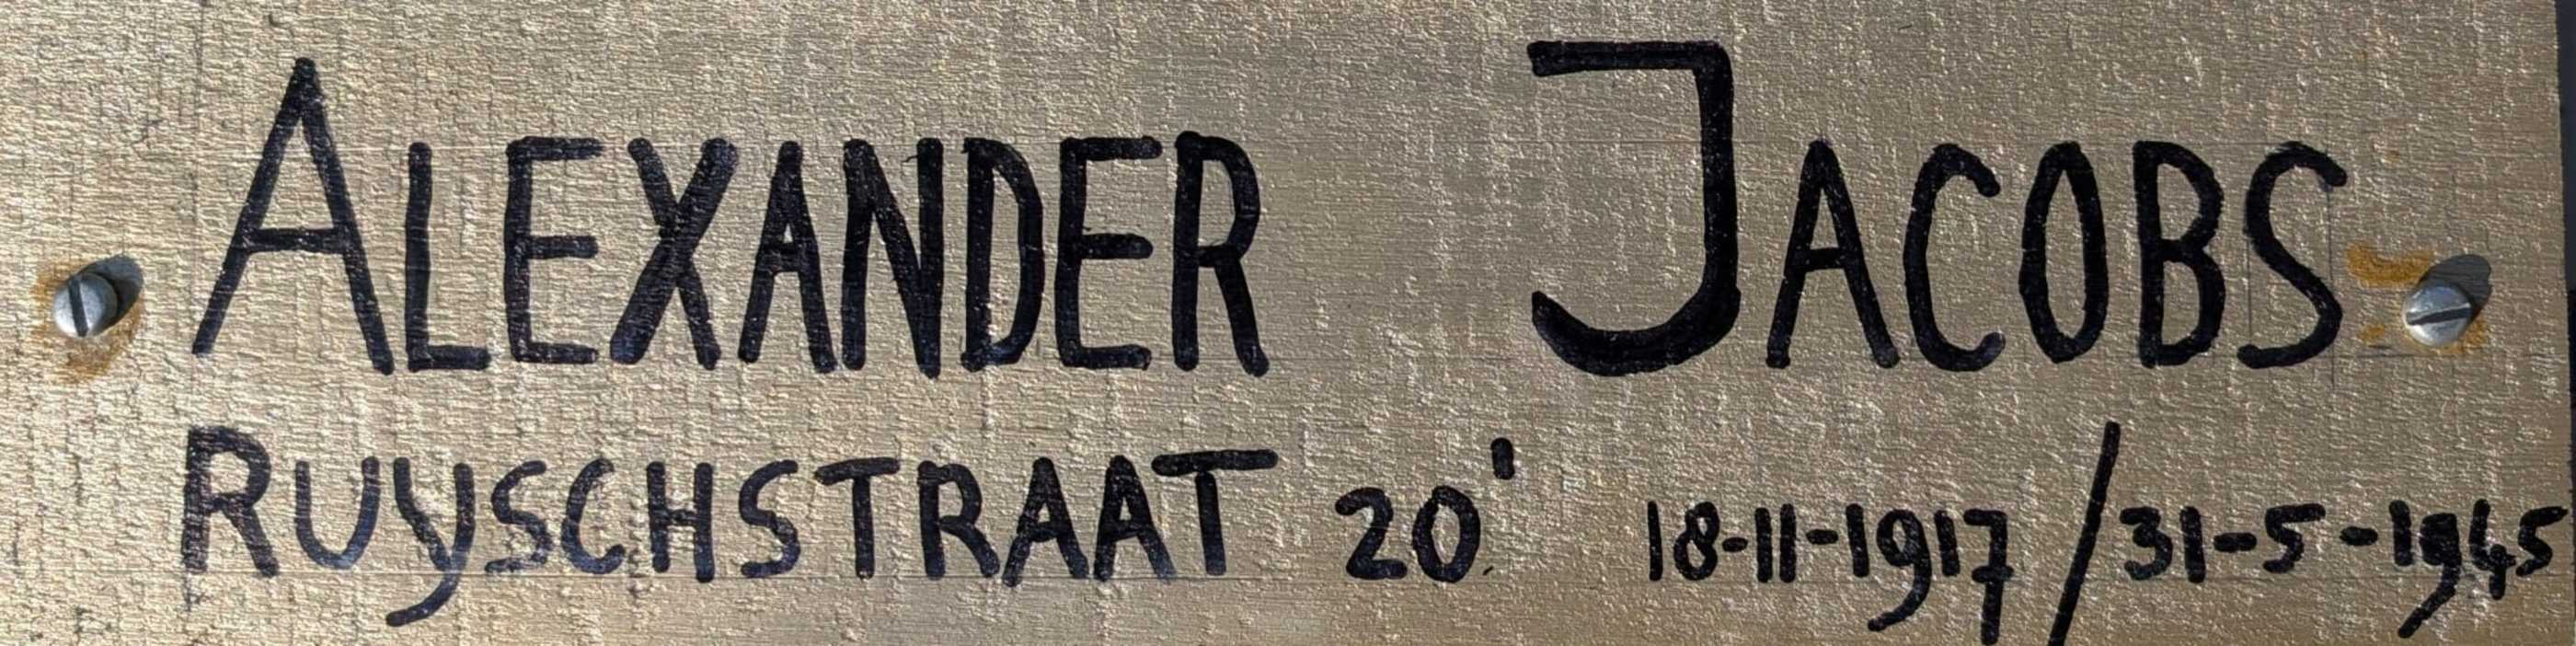 ALEXANDER JACOBS
RUYSCHSTRAAT 20' 18-11-1917/31-5-1945